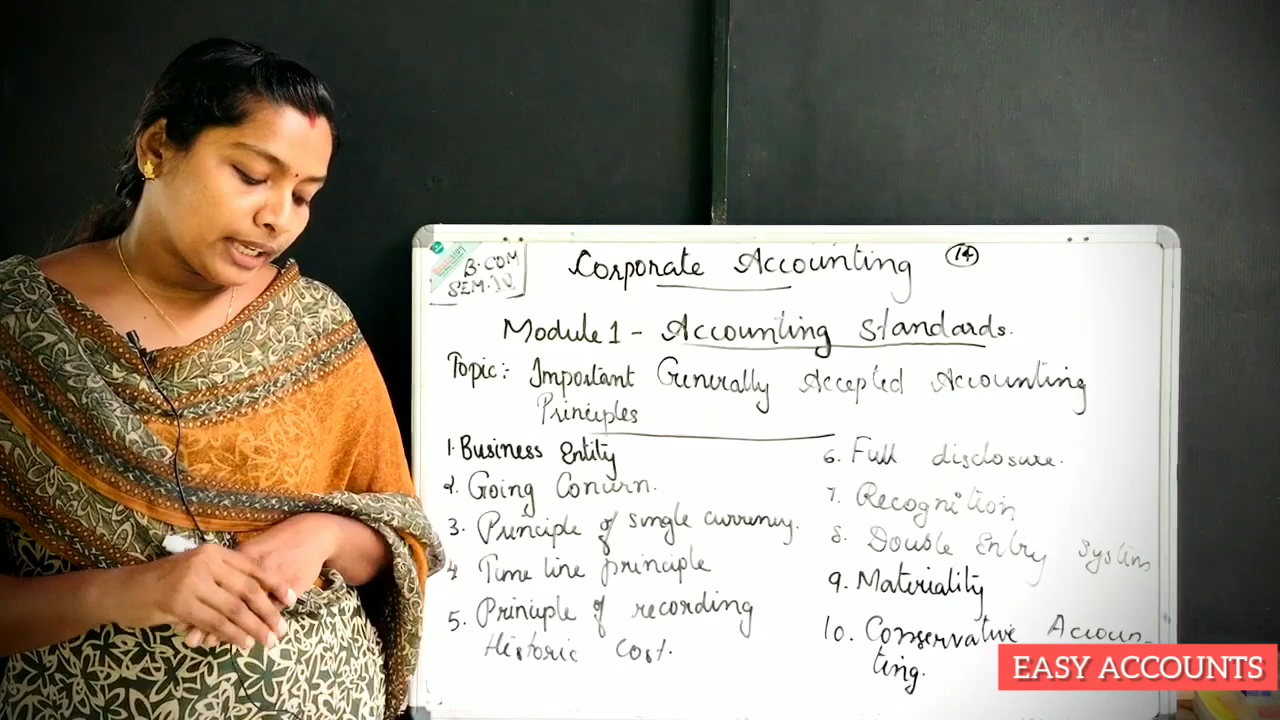 B.COM
SEM-IV
Corporate Accounting
14
Module 1 - Accounting Standards.
Topic:- Important Generally Accepted Accounting
Principles
1. Business Entity
2. Going Concern.
3. Principle of single currency.
4 Time line principle
5. Principle of recording
Historic Cost.
6. Full disclosure.
7. Recognition
8. Double Entry System
9. Materiality
10. Conservative Accoun-
ting.
EASY ACCOUNTS